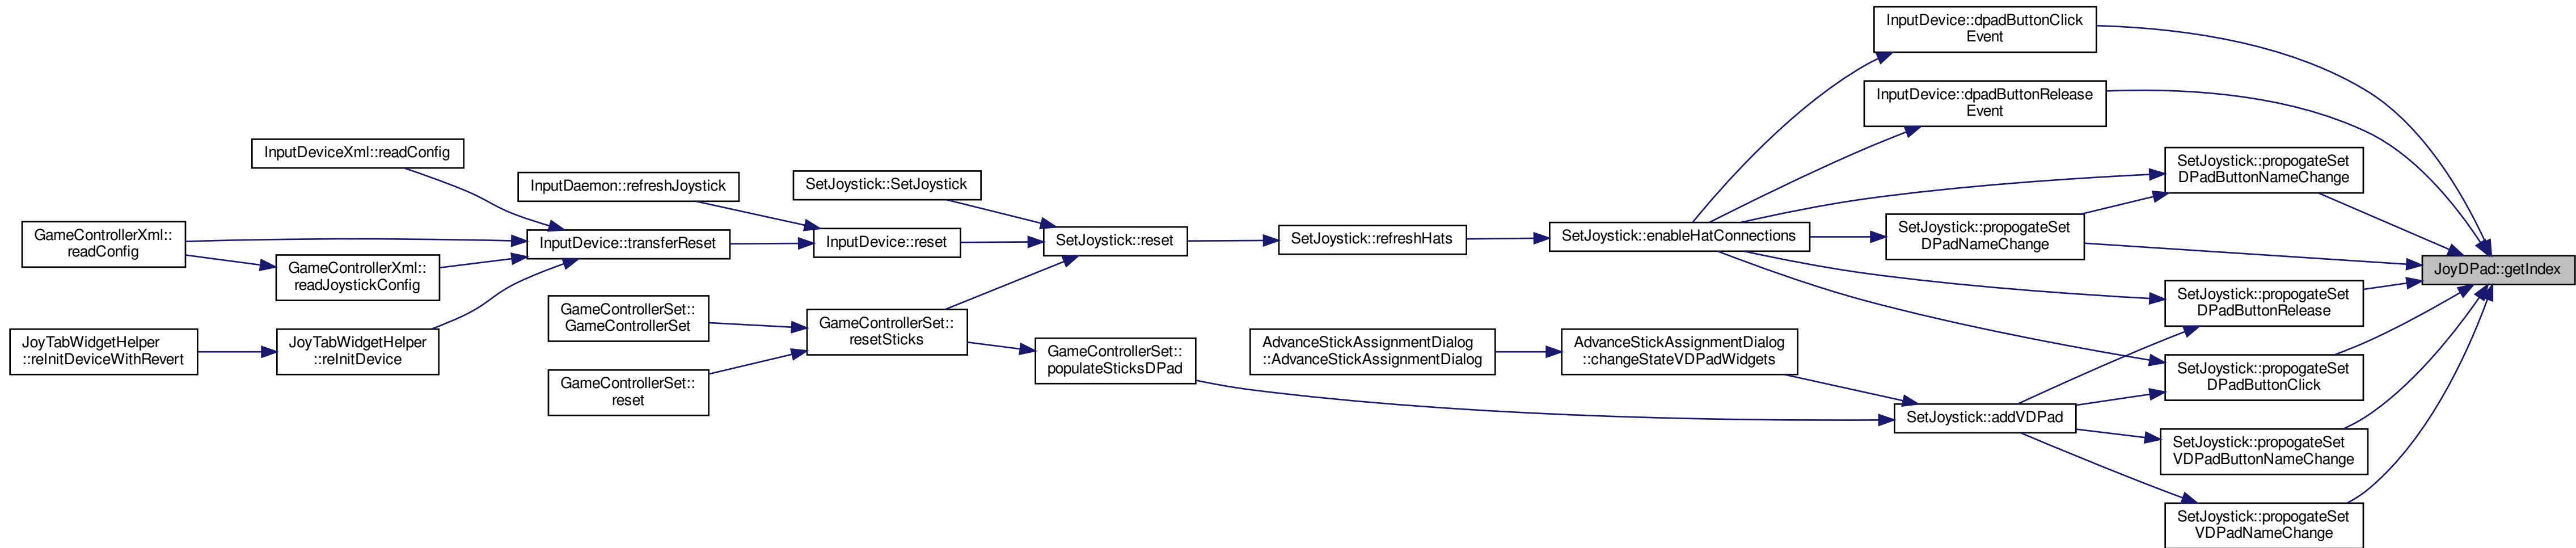 InputDevice::dpadButtonClick
Event
InputDevice::dpadButtonRelease
Event
InputDeviceXml::readConfig
SetJoystick::propogateSet
DPadButtonNameChange
InputDaemon::refreshJoystick
SetJoystick::SetJoystick
GameControllerXml::
readConfig
InputDevice::transferReset
InputDevice::reset
SetJoystick::reset
SetJoystick::refreshHats
SetJoystick::enableHatConnections
SetJoystick::propogateSet
DPadNameChange
GameControllerXml::
readJoystickConfig
JoyDPad::getIndex
GameControllerSet::
GameControllerSet
SetJoystick::propogateSet
DPadButtonRelease
JoyTabWidgetHelper
::reInitDeviceWithRevert
JoyTabWidgetHelper
::reInitDevice
GameControllerSet::
resetSticks
GameControllerSet::
populateSticksDPad
AdvanceStickAssignmentDialog
::AdvanceStickAssignmentDialog
AdvanceStickAssignmentDialog
::changeStateVDPadWidgets
SetJoystick::propogateSet
DPadButtonClick
GameControllerSet::
reset
SetJoystick::addVDPad
SetJoystick::propogateSet
VDPadButtonNameChange
SetJoystick::propogateSet
VDPadNameChange